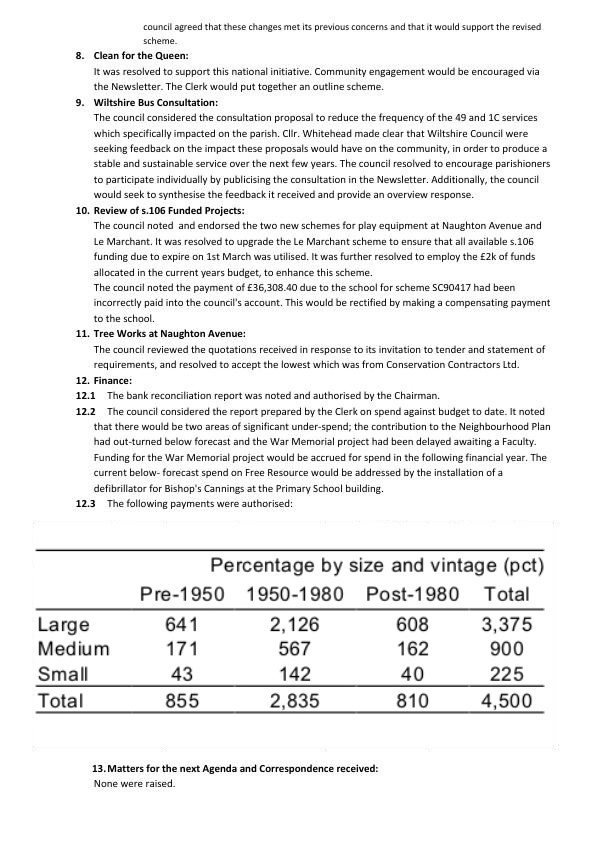 council agreed that these changes met its previous concerns and that it would support the revised
scheme.
8. Clean for the Queen:
It was resolved to support this national initiative. Community engagement would be encouraged via
the Newsletter. The Clerk would put together an outline scheme.
9. Wiltshire Bus Consultation:
The council considered the consultation proposal to reduce the frequency of the 49 and 1C services
which specifically impacted on the parish. Cllr. Whitehead made clear that Wiltshire Council were
seeking feedback on the impact these proposals would have on the community, in order to produce a
stable and sustainable service over the next few years. The council resolved to encourage parishioners
to participate individually by publicising the consultation in the Newsletter. Additionally, the council
would seek to synthesise the feedback it received and provide an overview response.
10. Review of s.106 Funded Projects:
The council noted and endorsed the two new schemes for play equipment at Naughton Avenue and
Le Marchant. It was resolved to upgrade the Le Marchant scheme to ensure that all available s.106
funding due to expire on 1st March was utilised. It was further resolved to employ the £2k of funds
allocated in the current years budget, to enhance this scheme.
The council noted the payment of £36,308.40 due to the school for scheme SC90417 had been
incorrectly paid into the council's account. This would be rectified by making a compensating payment
to the school.
11. Tree Works at Naughton Avenue:
The council reviewed the quotations received in response to its invitation to tender and statement of
requirements, and resolved to accept the lowest which was from Conservation Contractors Ltd.
12. Finance:
12.1 The bank reconciliation report was noted and authorised by the Chairman.
12.2 The council considered the report prepared by the Clerk on spend against budget to date. It noted
that there would be two areas of significant under-spend; the contribution to the Neighbourhood Plan
had out-turned below forecast and the War Memorial project had been delayed awaiting a Faculty.
Funding for the War Memorial project would be accrued for spend in the following financial year. The
current below- forecast spend on Free Resource would be addressed by the installation of a
defibrillator for Bishop's Cannings at the Primary School building.
12.3 The following payments were authorised:
Percentage by size and vintage (pct)
Pre-1950 1950-1980 Post-1980 Total
Large 641 2,126 608 3,375
Medium 171 567 162 900
Small 43 142 40 225
Total 855 2,835 810 4,500
13. Matters for the next Agenda and Correspondence received:
None were raised.